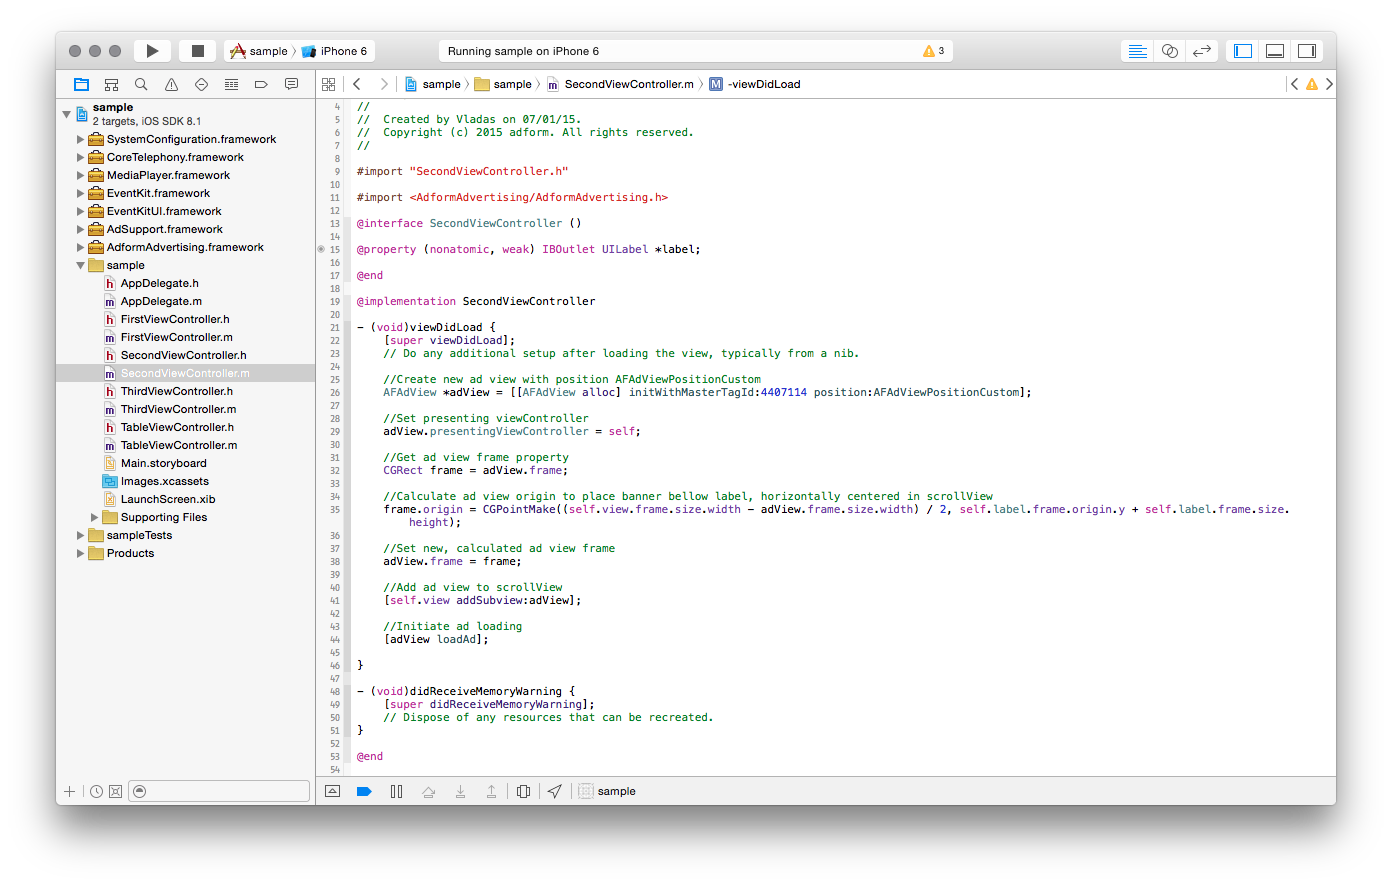 sample 〉 iPhone 6
Running sample on iPhone 6
3
sample 〉 sample 〉 SecondViewController.m 〉 M -viewDidLoad
sample
2 targets, iOS SDK 8.1
SystemConfiguration.framework
CoreTelephony.framework
MediaPlayer.framework
EventKit.framework
EventKitUI.framework
AdSupport.framework
AdformAdvertising.framework
sample
h AppDelegate.h
m AppDelegate.m
h FirstViewController.h
m FirstViewController.m
h SecondViewController.h
m SecondViewController.m
h ThirdViewController.h
m ThirdViewController.m
h TableViewController.h
m TableViewController.m
Main.storyboard
Images.xcassets
LaunchScreen.xib
Supporting Files
sampleTests
Products
4 //
5 //  Created by Vladas on 07/01/15.
6 //  Copyright (c) 2015 adform. All rights reserved.
7 //
8
9 #import "SecondViewController.h"
10
11 #import <AdformAdvertising/AdformAdvertising.h>
12
13 @interface SecondViewController ()
14
15 @property (nonatomic, weak) IBOutlet UILabel *label;
16
17 @end
18
19 @implementation SecondViewController
20
21 - (void)viewDidLoad {
22     [super viewDidLoad];
23     // Do any additional setup after loading the view, typically from a nib.
24
25     //Create new ad view with position AFAdViewPositionCustom
26     AFAdView *adView = [[AFAdView alloc] initWithMasterTagId:4407114 position:AFAdViewPositionCustom];
27
28     //Set presenting viewController
29     adView.presentingViewController = self;
30
31     //Get ad view frame property
32     CGRect frame = adView.frame;
33
34     //Calculate ad view origin to place banner bellow label, horizontally centered in scrollView
35     frame.origin = CGPointMake((self.view.frame.size.width - adView.frame.size.width) / 2, self.label.frame.origin.y + self.label.frame.size.
height);
36
37     //Set new, calculated ad view frame
38     adView.frame = frame;
39
40     //Add ad view to scrollView
41     [self.view addSubview:adView];
42
43     //Initiate ad loading
44     [adView loadAd];
45
46 }
47
48 - (void)didReceiveMemoryWarning {
49     [super didReceiveMemoryWarning];
50     // Dispose of any resources that can be recreated.
51 }
52
53 @end
54
sample